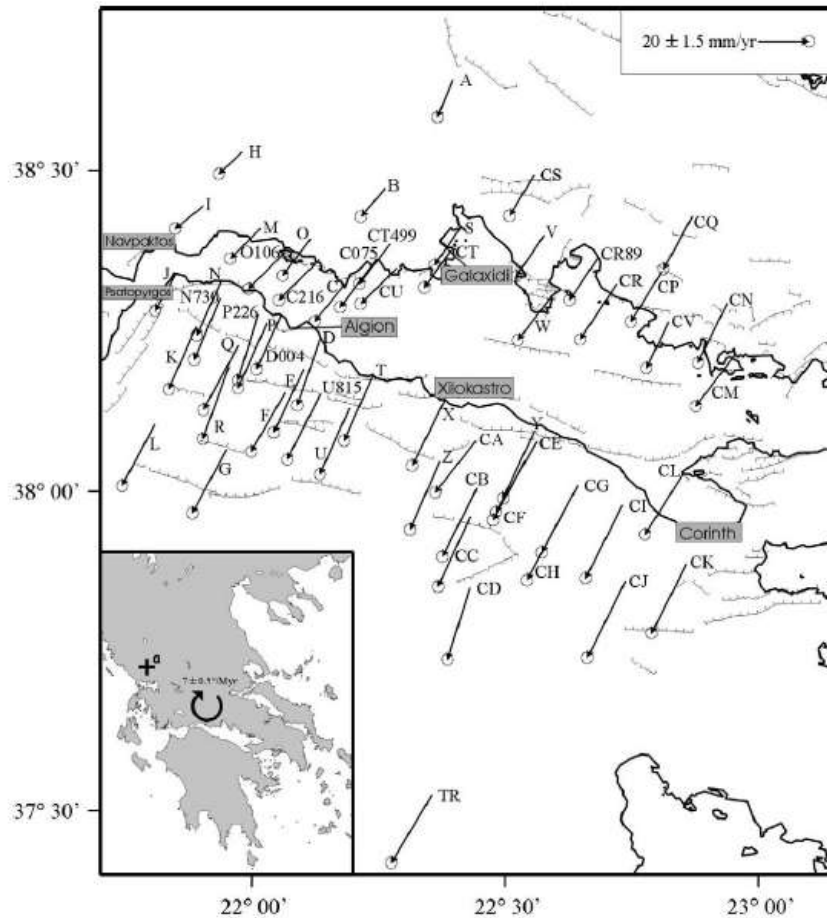 20 ± 1.5 mm/yr
A
38° 30'
H
B
CS
I
CQ
M
O
CT499
S
V
Navpaktos
O106
C075
CT
CR89
Galaxidi
J
N
C
CU
CR
CP
Psatopyrgos
N736
C216
CN
P226
P
Aigion
W
CV
Q
D004
D
K
E
U815
T
Xiliokastro
CM
F
X
Y
R
CA
CE
L
U
Z
G
CB
CL
38° 00'
CG
CI
CF
Corinth
CC
CH
CD
CJ
CK
α
7 ± 0.5°/Myr
37° 30'
TR
22° 00'
22° 30'
23° 00'